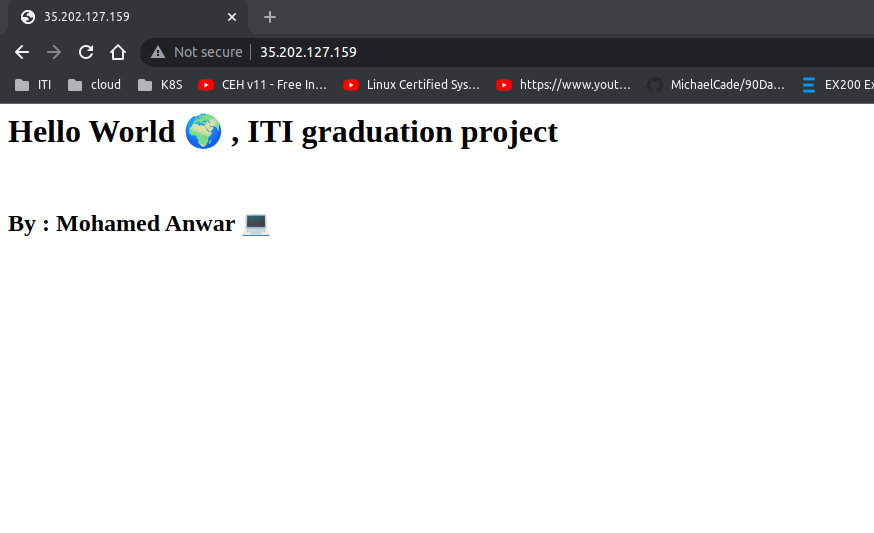 35.202.127.159
Not secure | 35.202.127.159
ITI cloud K8S CEH v11 - Free In... Linux Certified Sys... https://www.yout... MichaelCade/90Da... EX200 Ex
Hello World 🌍 , ITI graduation project
By : Mohamed Anwar 💻